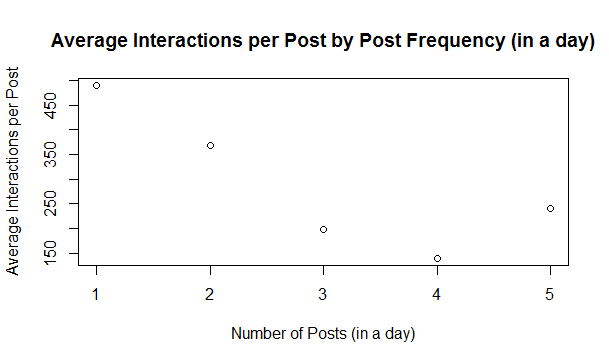 Average Interactions per Post by Post Frequency (in a day)
Average Interactions per Post
450
350
250
150
1 2 3 4 5
Number of Posts (in a day)